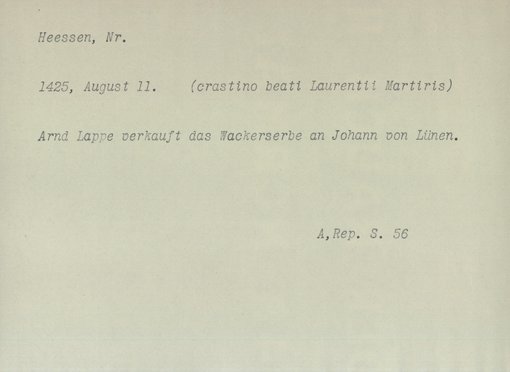 Heessen, Nr.
1425, August 11. (crastino beati Laurentii Martiris)
Arnd Lappe verkauft das Wackerserbe an Johann von Lünen.
A,Rep. S. 56